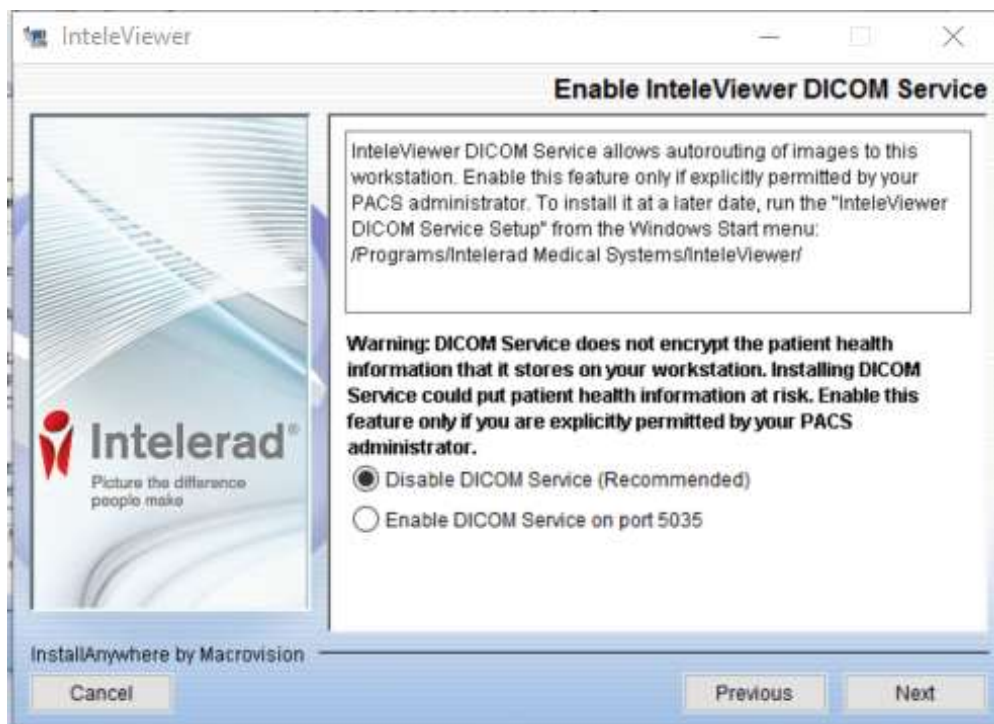 InteleViewer
Enable InteleViewer DICOM Service
InteleViewer DICOM Service allows autorouting of images to this
workstation. Enable this feature only if explicitly permitted by your
PACS administrator. To install it at a later date, run the "InteleViewer
DICOM Service Setup" from the Windows Start menu:
/Programs/Intelerad Medical Systems/InteleViewer/
Warning: DICOM Service does not encrypt the patient health
information that it stores on your workstation. Installing DICOM
Service could put patient health information at risk. Enable this
feature only if you are explicitly permitted by your PACS
administrator.
Disable DICOM Service (Recommended)
Enable DICOM Service on port 5035
Intelerad®
Picture the difference
people make
InstallAnywhere by Macrovision
Cancel
Previous
Next